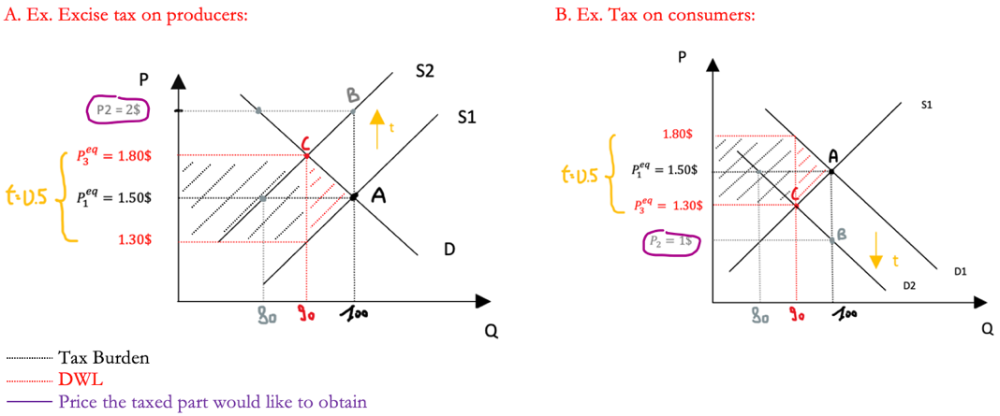 A. Ex. Excise tax on producers:
P
P2 = 2$
P₃ᵉq = 1.80$
P₁ᵉq = 1.50$
1.30$
t=0.5
S2
S1
B
t
C
A
D
80
90
100
Q
B. Ex. Tax on consumers:
P
1.80$
P₁ᵉq = 1.50$
P₃ᵉq = 1.30$
P₂ = 1$
t=0.5
S1
A
C
B
t
D1
D2
80
90
100
Q
Tax Burden
DWL
Price the taxed part would like to obtain